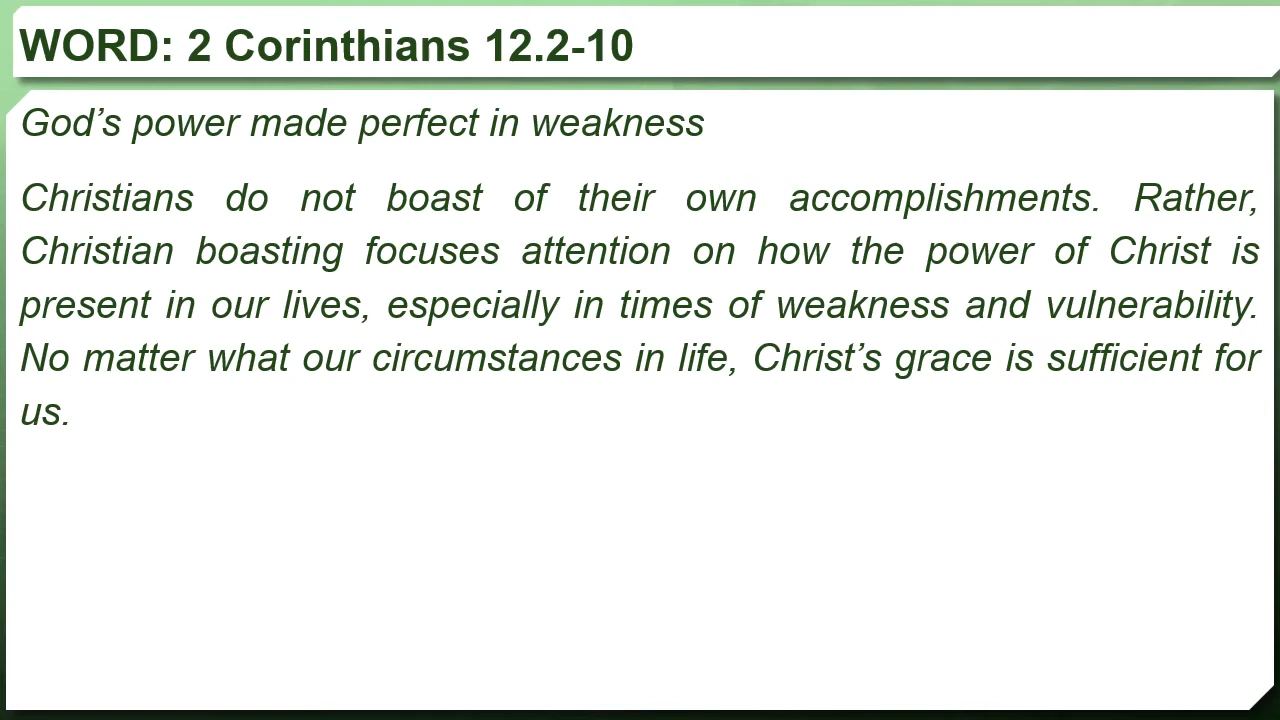 WORD: 2 Corinthians 12.2-10
God’s power made perfect in weakness
Christians do not boast of their own accomplishments. Rather,
Christian boasting focuses attention on how the power of Christ is
present in our lives, especially in times of weakness and vulnerability.
No matter what our circumstances in life, Christ’s grace is sufficient for
us.